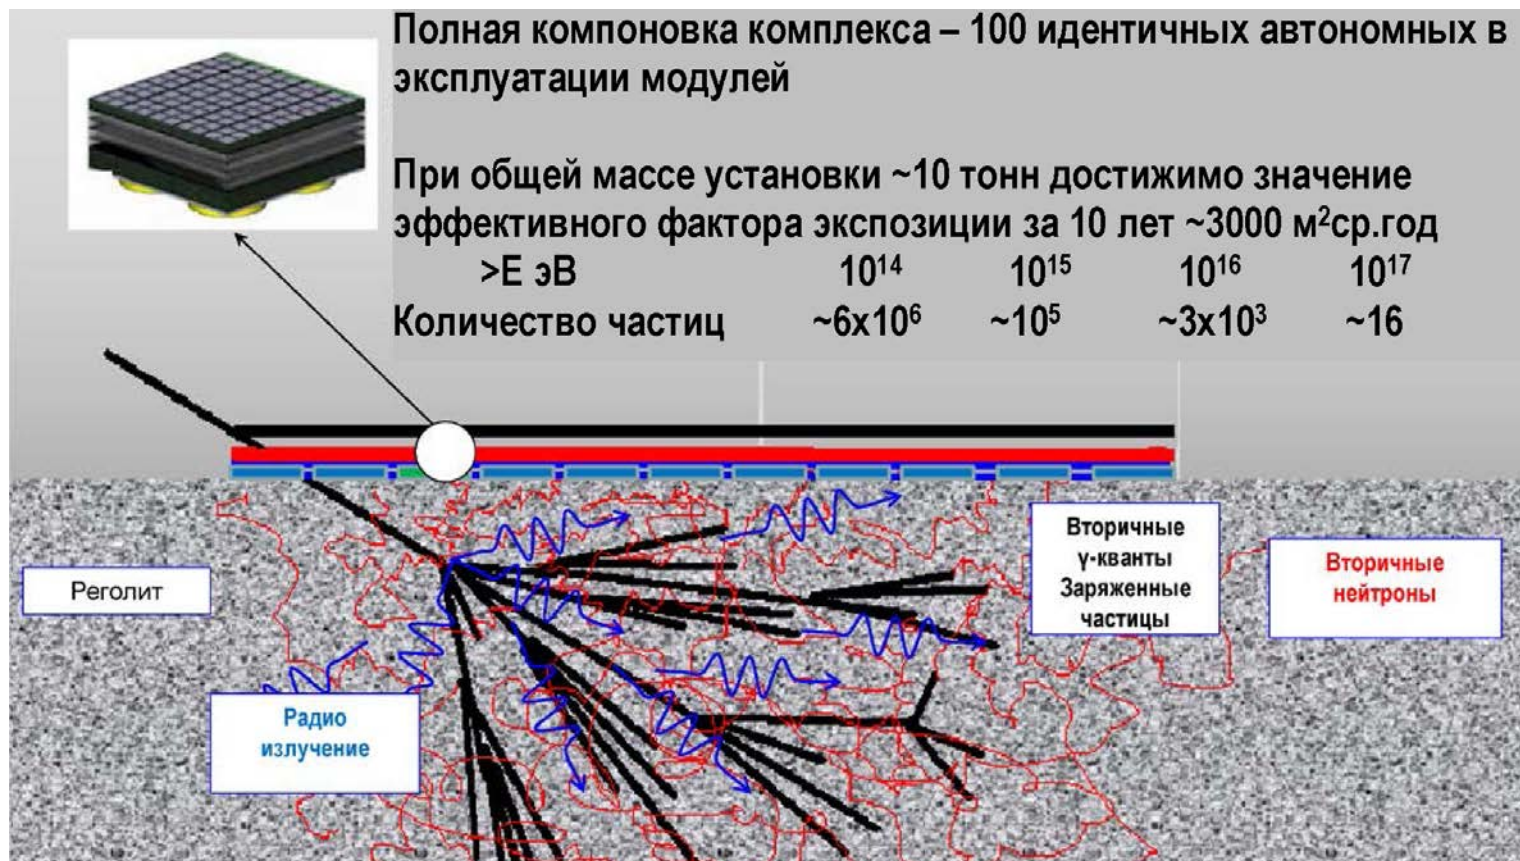 Полная компоновка комплекса – 100 идентичных автономных в
эксплуатации модулей
При общей массе установки ~10 тонн достижимо значение
эффективного фактора экспозиции за 10 лет ~3000 м²ср.год
>Е эВ 10¹⁴ 10¹⁵ 10¹⁶ 10¹⁷
Количество частиц ~6х10⁶ ~10⁵ ~3х10³ ~16
Реголит
Вторичные
γ-кванты
Заряженные
частицы
Вторичные
нейтроны
Радио
излучение